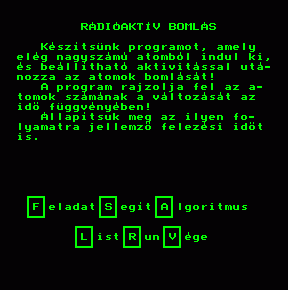 RADIÓAKTÍV BOMLÁS
Készítsünk programot, amely
elég nagyszámú atomból indul ki,
és beállítható aktivitással utá-
nozza az atomok bomlását!
A program rajzolja fel az a-
tomok számának a változását az
idő függvényében!
Állapítsuk meg az ilyen fo-
lyamatra jellemző felezési időt
is.
Feladat Segít Algoritmus
List Run Vége